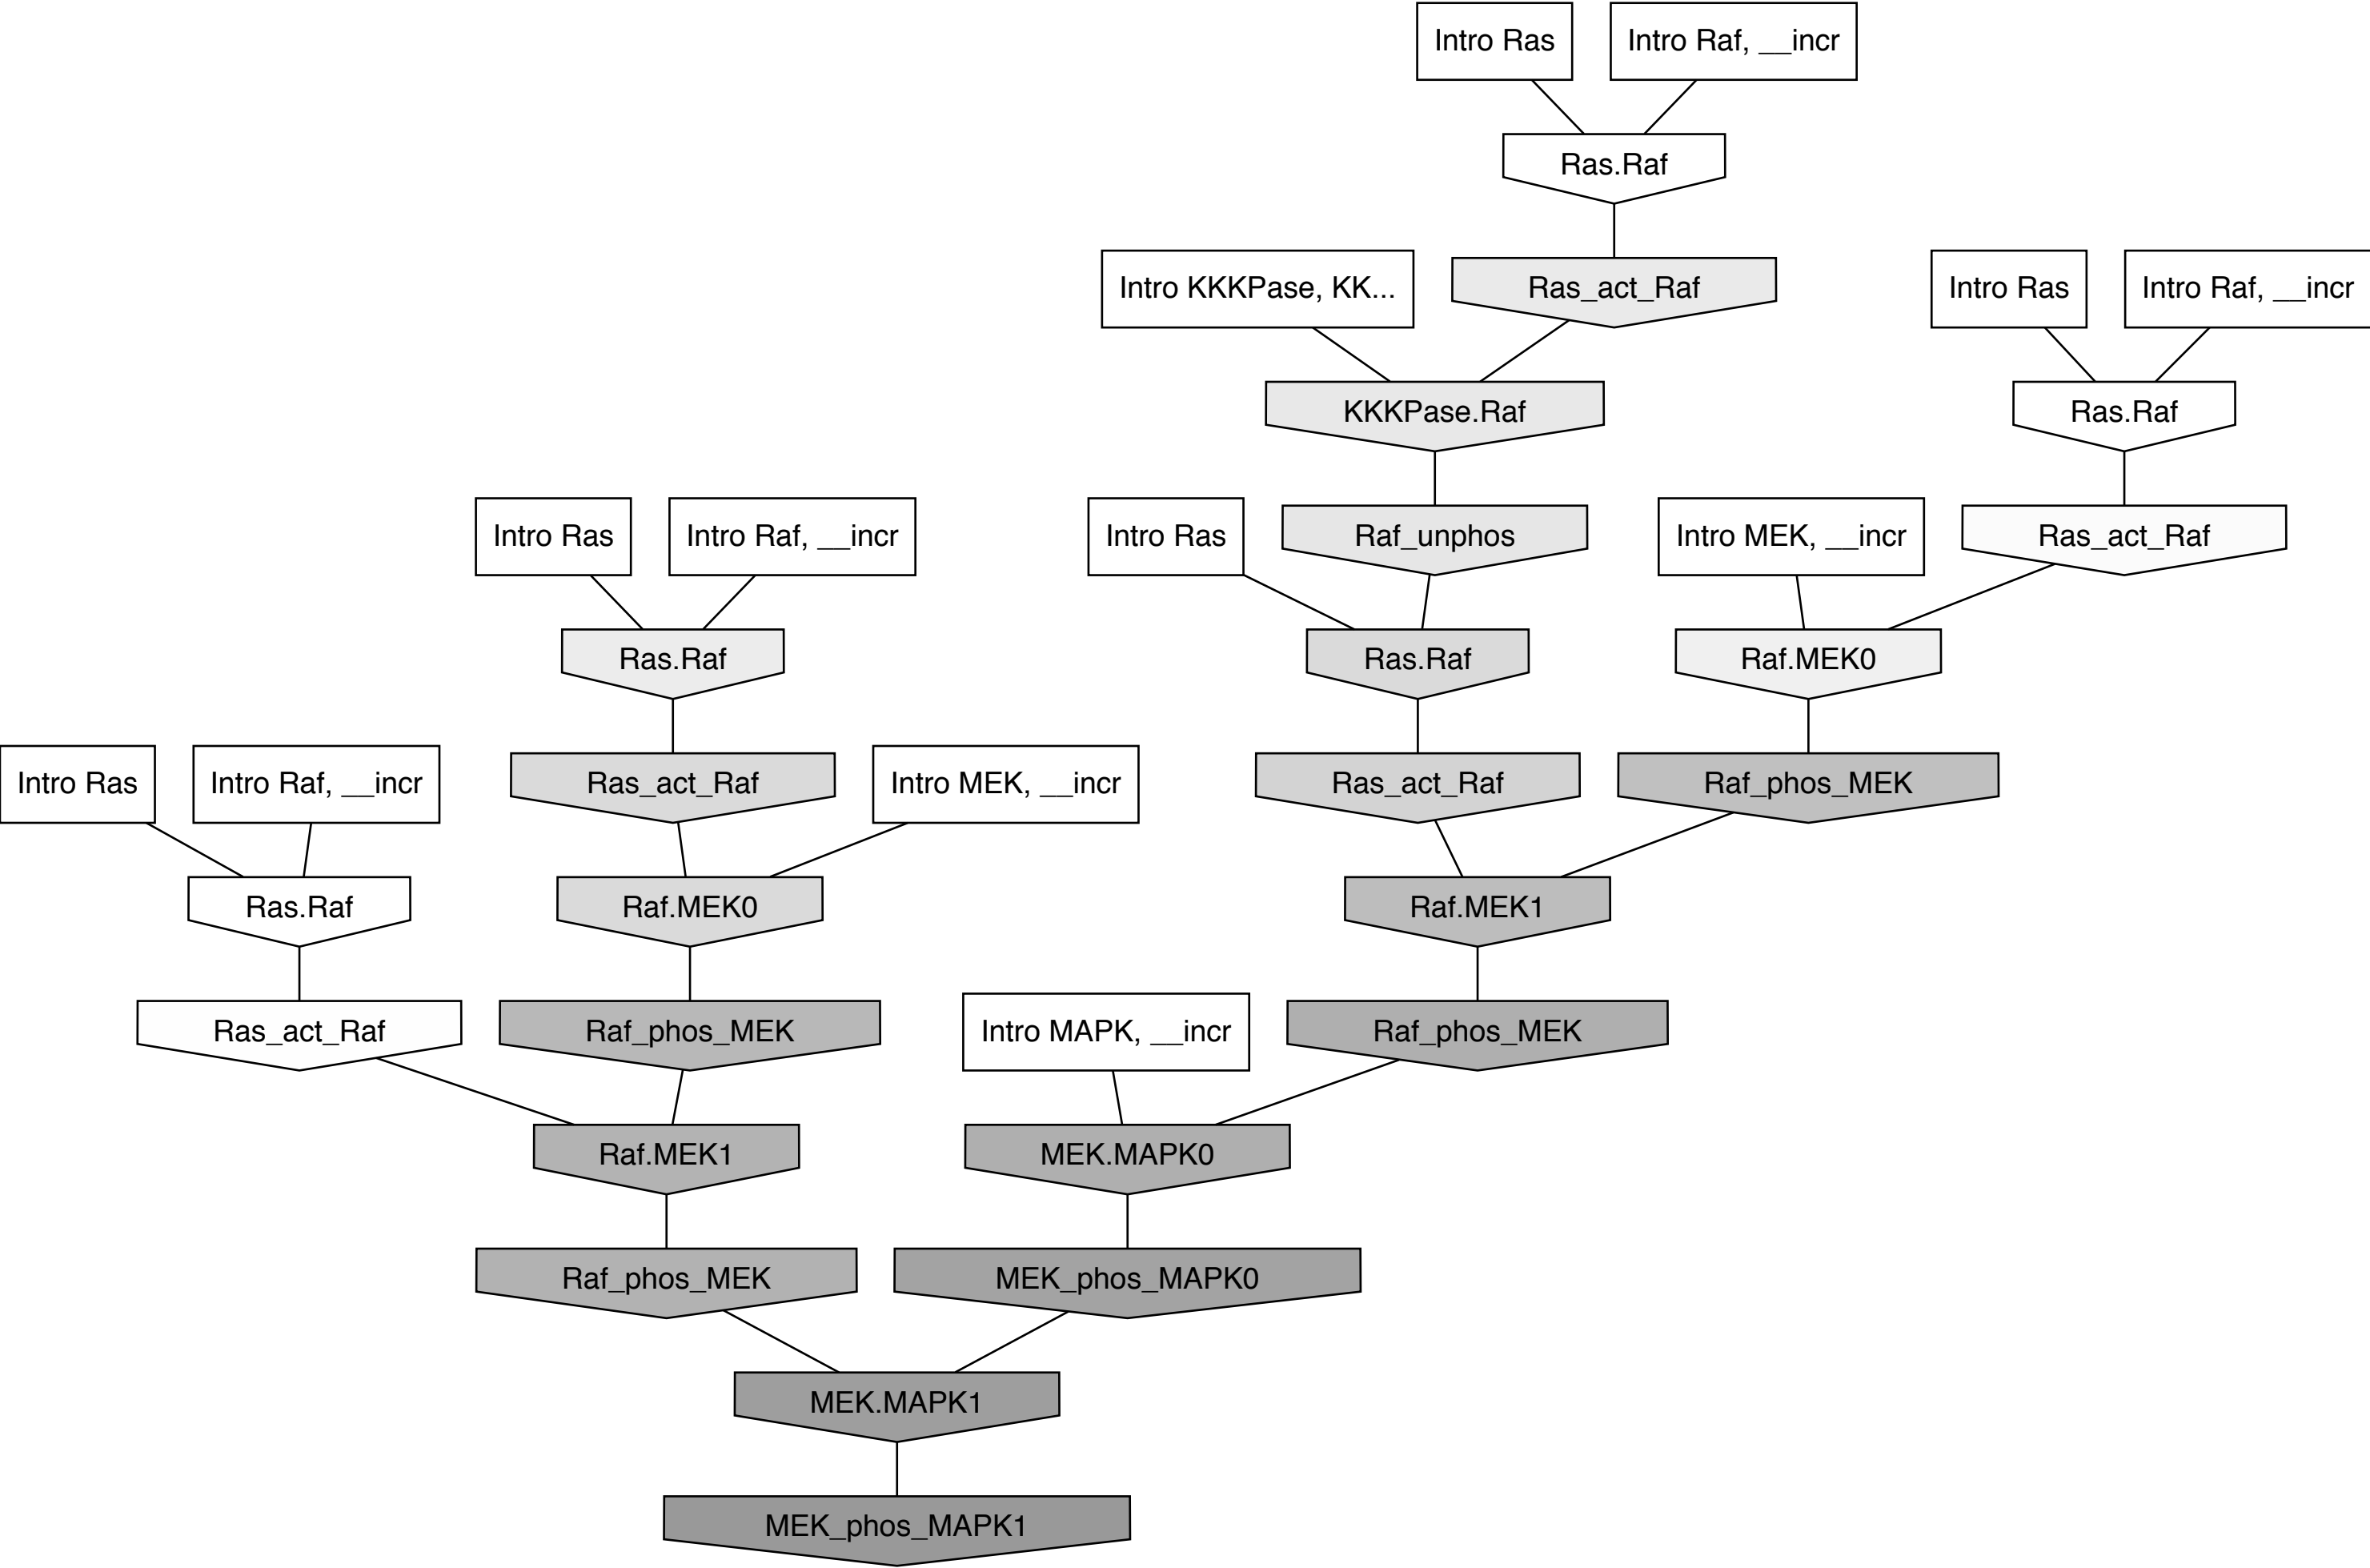 Intro Ras
Intro Raf, __incr
Ras.Raf
Intro KKKPase, KK...
Ras_act_Raf
Intro Ras
Intro Raf, __incr
KKKPase.Raf
Ras.Raf
Intro Ras
Intro Raf, __incr
Intro Ras
Raf_unphos
Intro MEK, __incr
Ras_act_Raf
Ras.Raf
Ras.Raf
Raf.MEK0
Intro Ras
Intro Raf, __incr
Ras_act_Raf
Intro MEK, __incr
Ras_act_Raf
Raf_phos_MEK
Ras.Raf
Raf.MEK0
Raf.MEK1
Ras_act_Raf
Raf_phos_MEK
Intro MAPK, __incr
Raf_phos_MEK
Raf.MEK1
MEK.MAPK0
Raf_phos_MEK
MEK_phos_MAPK0
MEK.MAPK1
MEK_phos_MAPK1